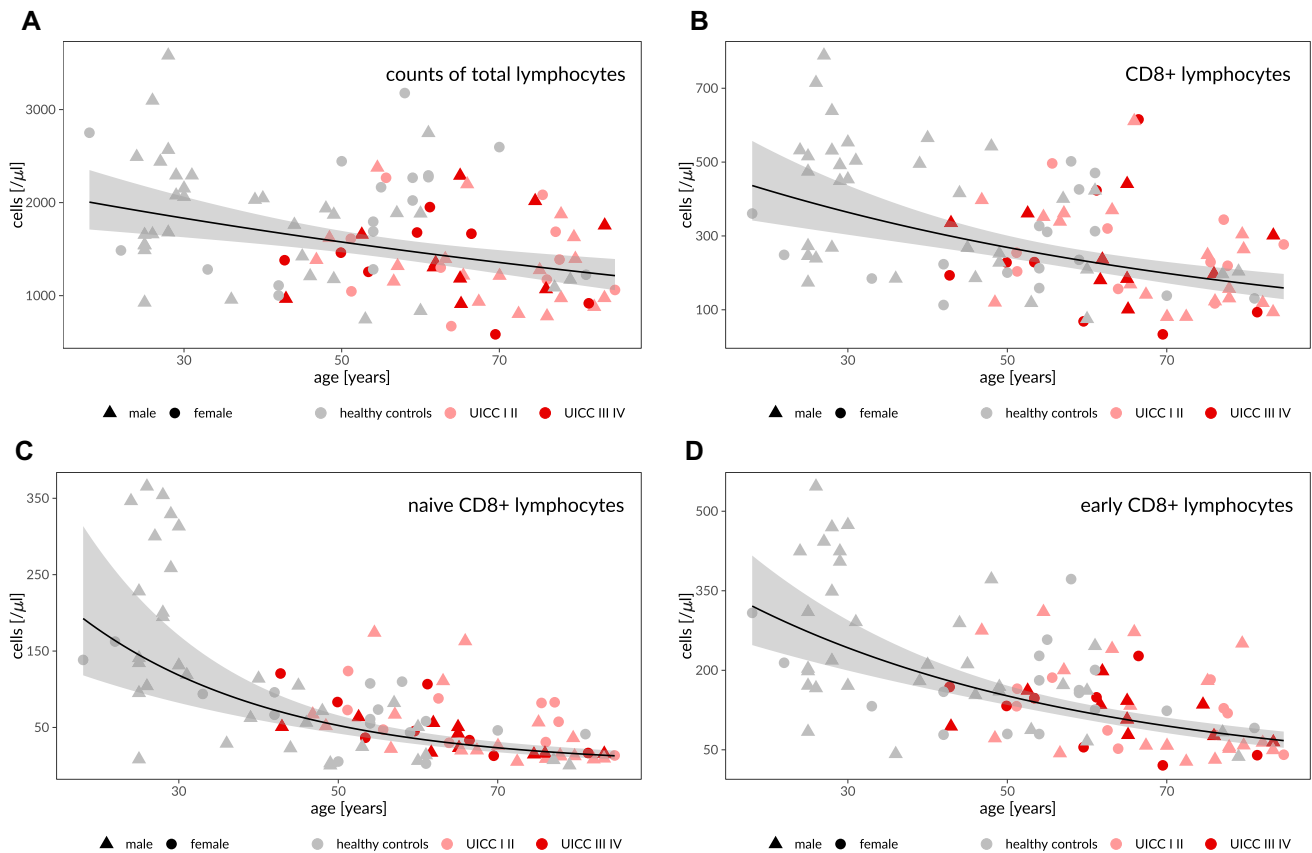 A
counts of total lymphocytes
cells [/μl]
3000
2000
1000
30 50 70
age [years]
male female healthy controls UICC I II UICC III IV
B
CD8+ lymphocytes
cells [/μl]
700
500
300
100
30 50 70
age [years]
male female healthy controls UICC I II UICC III IV
C
naive CD8+ lymphocytes
cells [/μl]
350
250
150
50
30 50 70
age [years]
male female healthy controls UICC I II UICC III IV
D
early CD8+ lymphocytes
cells [/μl]
500
350
200
50
30 50 70
age [years]
male female healthy controls UICC I II UICC III IV